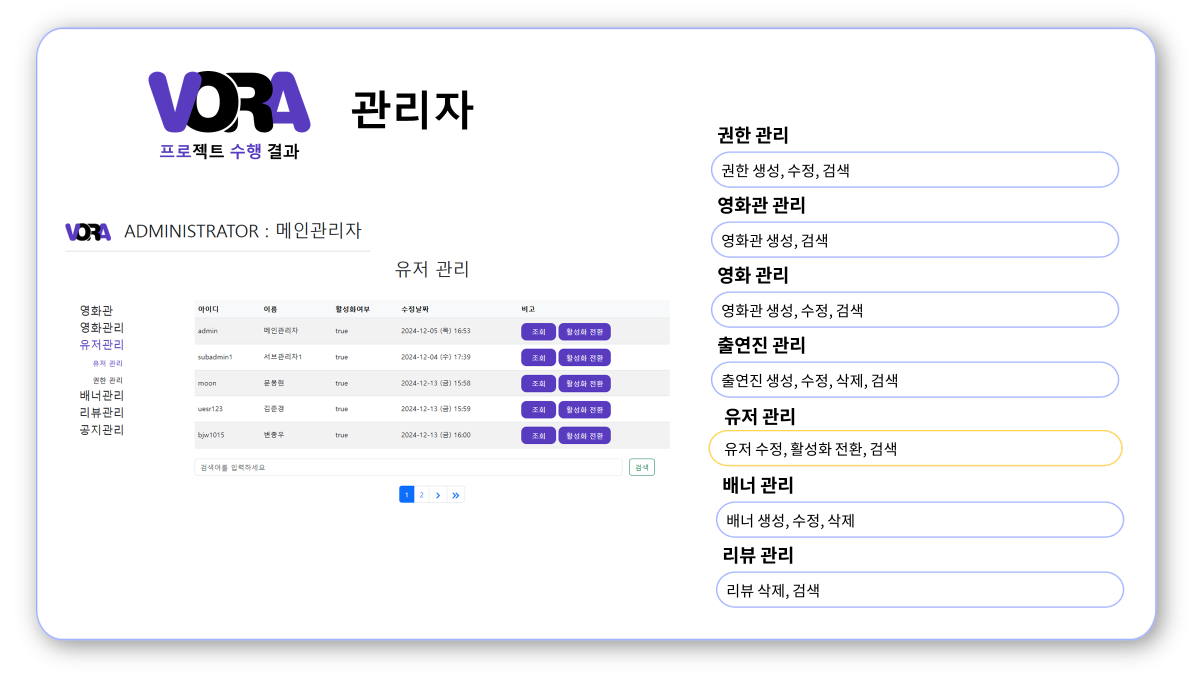 VORA
관리자
프로젝트 수행 결과
VORA ADMINISTRATOR : 메인관리자
유저 관리
영화관
영화관리
유저관리
유저 관리
권한 관리
배너관리
리뷰관리
공지관리
아이디 이름 활성화여부 수정날짜 비고
admin 메인관리자 true 2024-12-05 (목) 16:53 조회 활성화 전환
subadmin1 서브관리자1 true 2024-12-04 (수) 17:39 조회 활성화 전환
moon 문봉현 true 2024-12-13 (금) 15:58 조회 활성화 전환
uesr123 김준경 true 2024-12-13 (금) 15:59 조회 활성화 전환
bjw1015 변종우 true 2024-12-13 (금) 16:00 조회 활성화 전환
검색어를 입력하세요 검색
1 2 › »
권한 관리
권한 생성, 수정, 검색
영화관 관리
영화관 생성, 검색
영화 관리
영화관 생성, 수정, 검색
출연진 관리
출연진 생성, 수정, 삭제, 검색
유저 관리
유저 수정, 활성화 전환, 검색
배너 관리
배너 생성, 수정, 삭제
리뷰 관리
리뷰 삭제, 검색